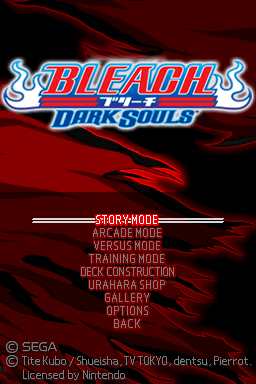 BLEACH
ブリーチ
DARK SOULS
STORY MODE
ARCADE MODE
VERSUS MODE
TRAINING MODE
DECK CONSTRUCTION
URAHARA SHOP
GALLERY
OPTIONS
BACK
© SEGA
© Tite Kubo / Shueisha, TV TOKYO, dentsu, Pierrot.
Licensed by Nintendo